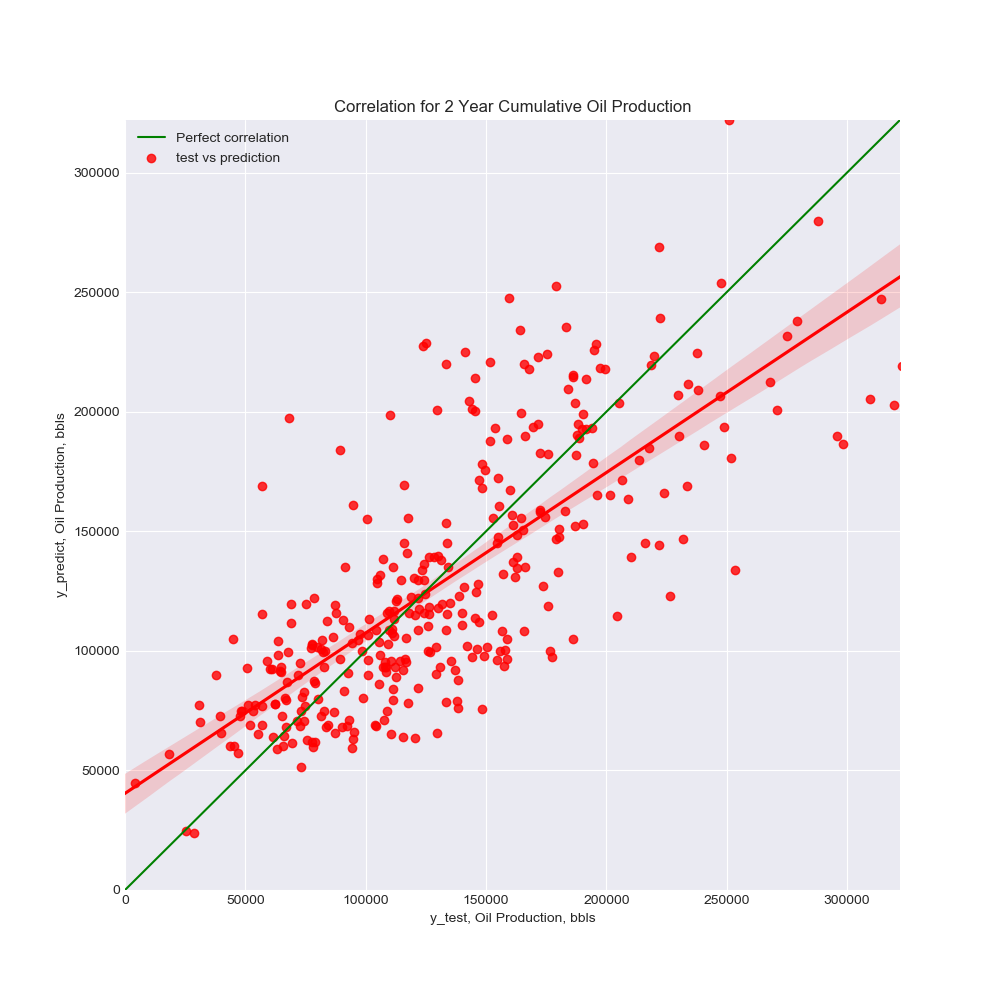 Correlation for 2 Year Cumulative Oil Production
Perfect correlation
test vs prediction
y_predict, Oil Production, bbls
300000
250000
200000
150000
100000
50000
0
0 50000 100000 150000 200000 250000 300000
y_test, Oil Production, bbls